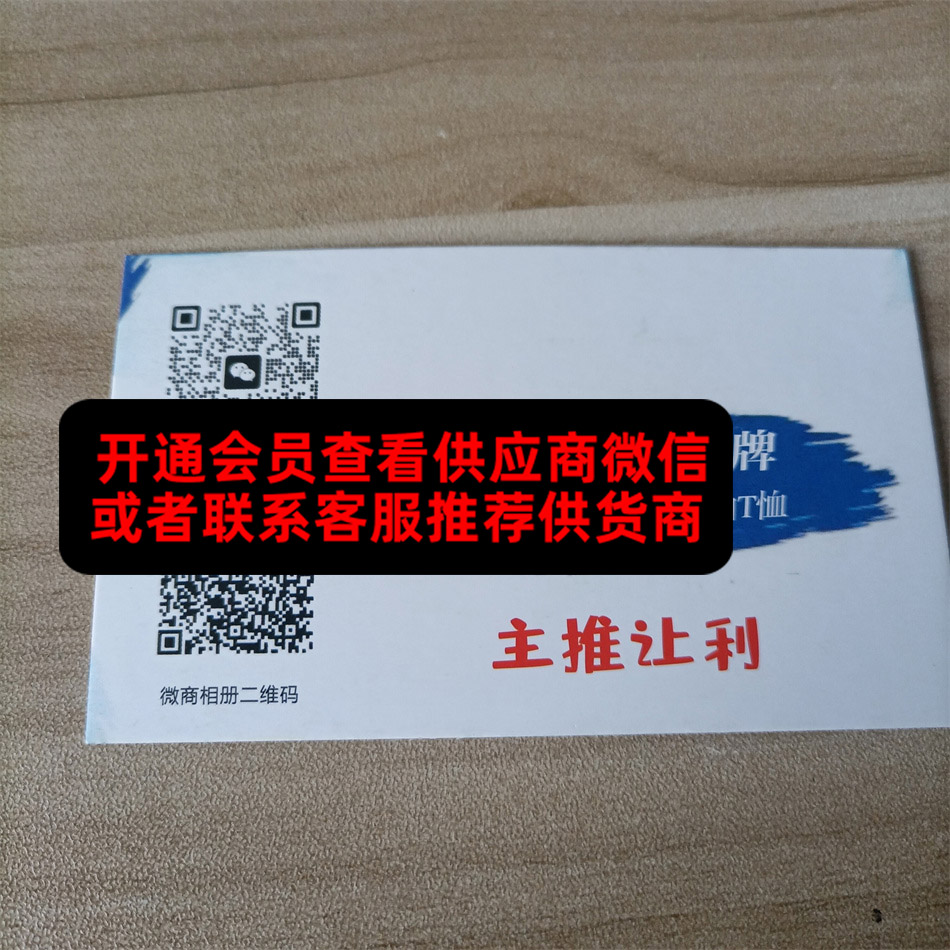 开通会员查看供应商微信
或者联系客服推荐供货商
牌
T恤
主推让利
微商相册二维码